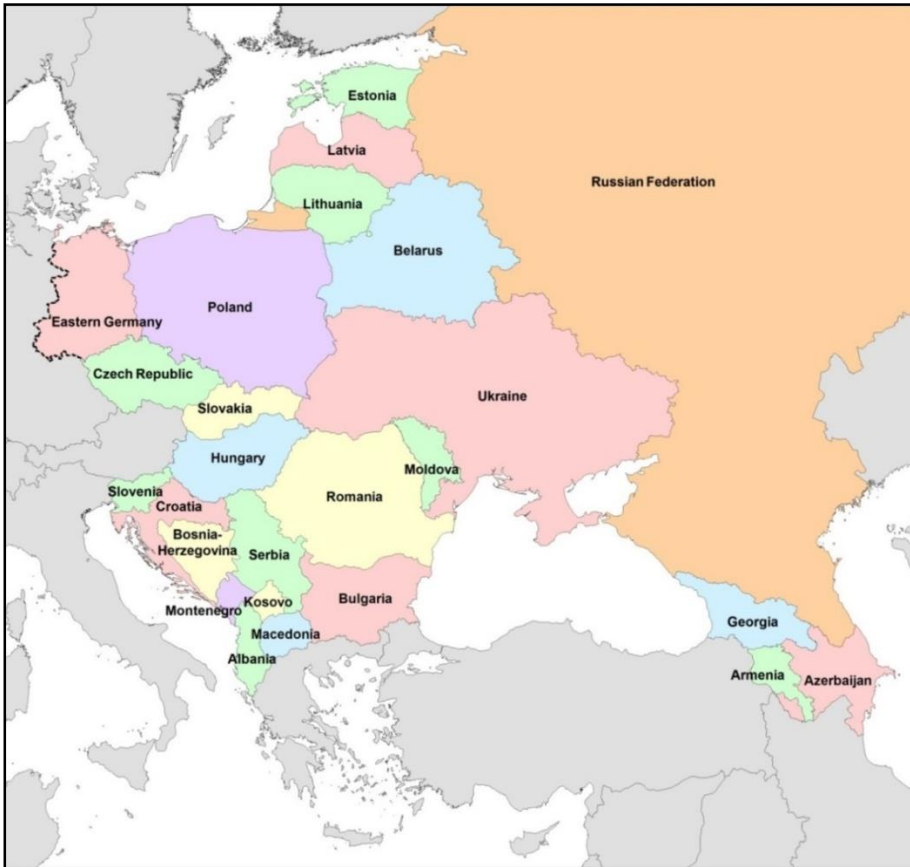 Estonia
Latvia
Russian Federation
Lithuania
Belarus
Poland
Eastern Germany
Czech Republic
Ukraine
Slovakia
Hungary
Moldova
Slovenia
Romania
Croatia
Bosnia-
Herzegovina
Serbia
Bulgaria
Kosovo
Montenegro
Georgia
Macedonia
Albania
Armenia
Azerbaijan